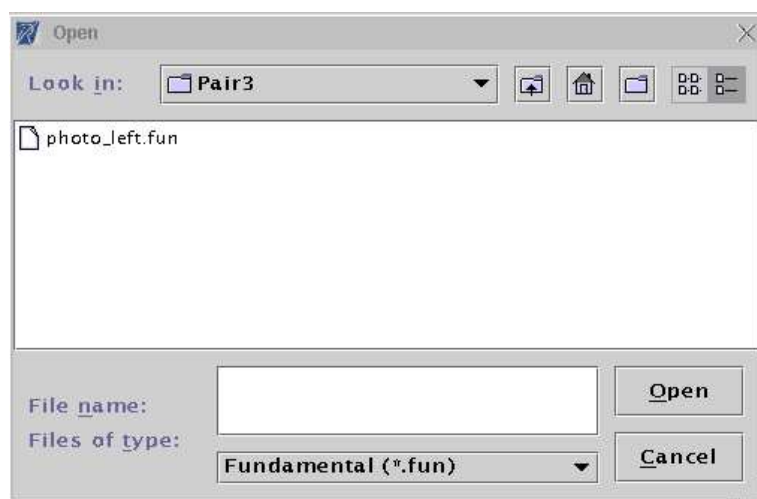 Open
Look in: Pair3
photo_left.fun
File name:
Open
Files of type:
Fundamental (*.fun)
Cancel